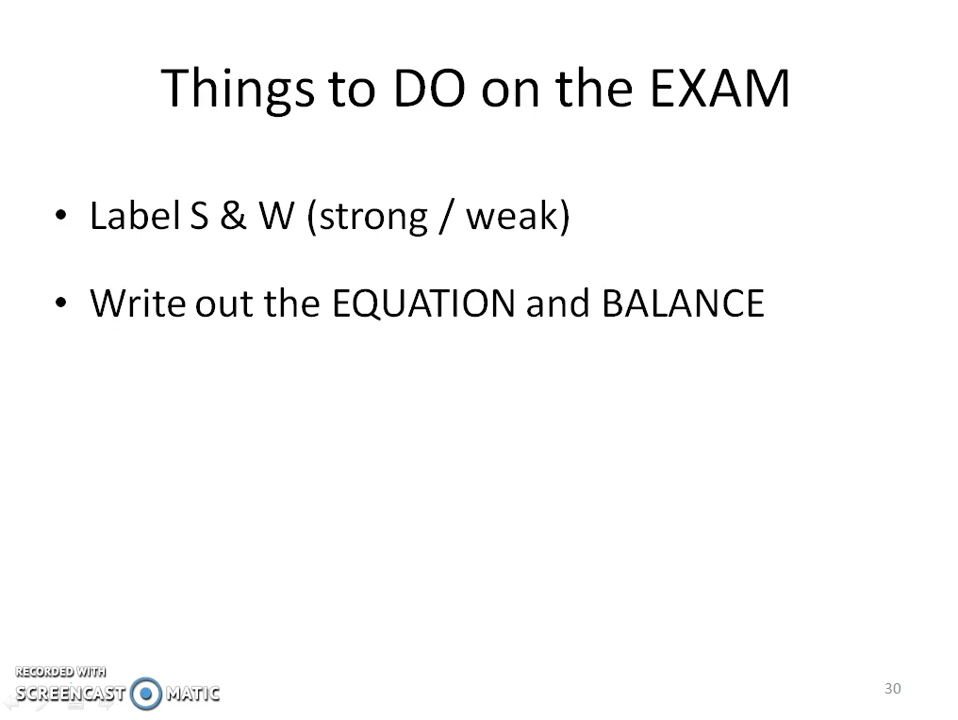 Things to DO on the EXAM
• Label S & W (strong / weak)
• Write out the EQUATION and BALANCE
RECORDED WITH
SCREENCAST MATIC
30